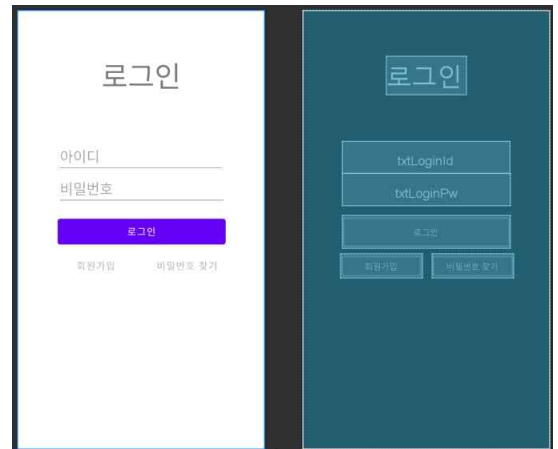 로그인
아이디
비밀번호
로그인
회원가입 비밀번호 찾기
로그인
txtLoginId
txtLoginPw
로그인
회원가입 비밀번호 찾기